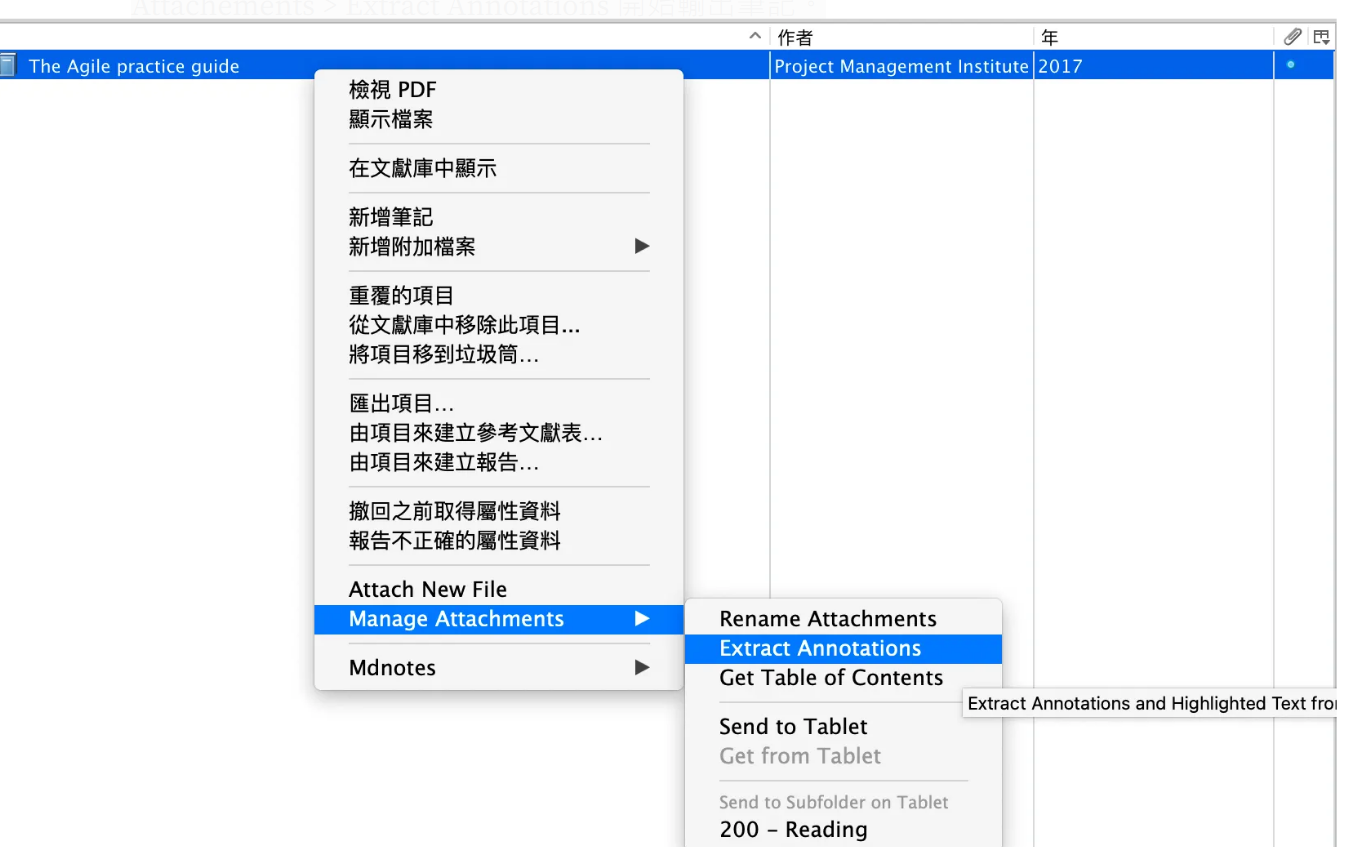 Attachements > Extract Annotations 開始輸出筆記。
作者 年
The Agile practice guide Project Management Institute 2017
檢視 PDF
顯示檔案
在文獻庫中顯示
新增筆記
新增附加檔案
重覆的項目
從文獻庫中移除此項目...
將項目移到垃圾筒…
匯出項目…
由項目來建立參考文獻表…
由項目來建立報告…
撤回之前取得屬性資料
報告不正確的屬性資料
Attach New File
Manage Attachments
Mdnotes
Rename Attachments
Extract Annotations
Get Table of Contents
Extract Annotations and Highlighted Text
Send to Tablet
Get from Tablet
Send to Subfolder on Tablet
200 – Reading